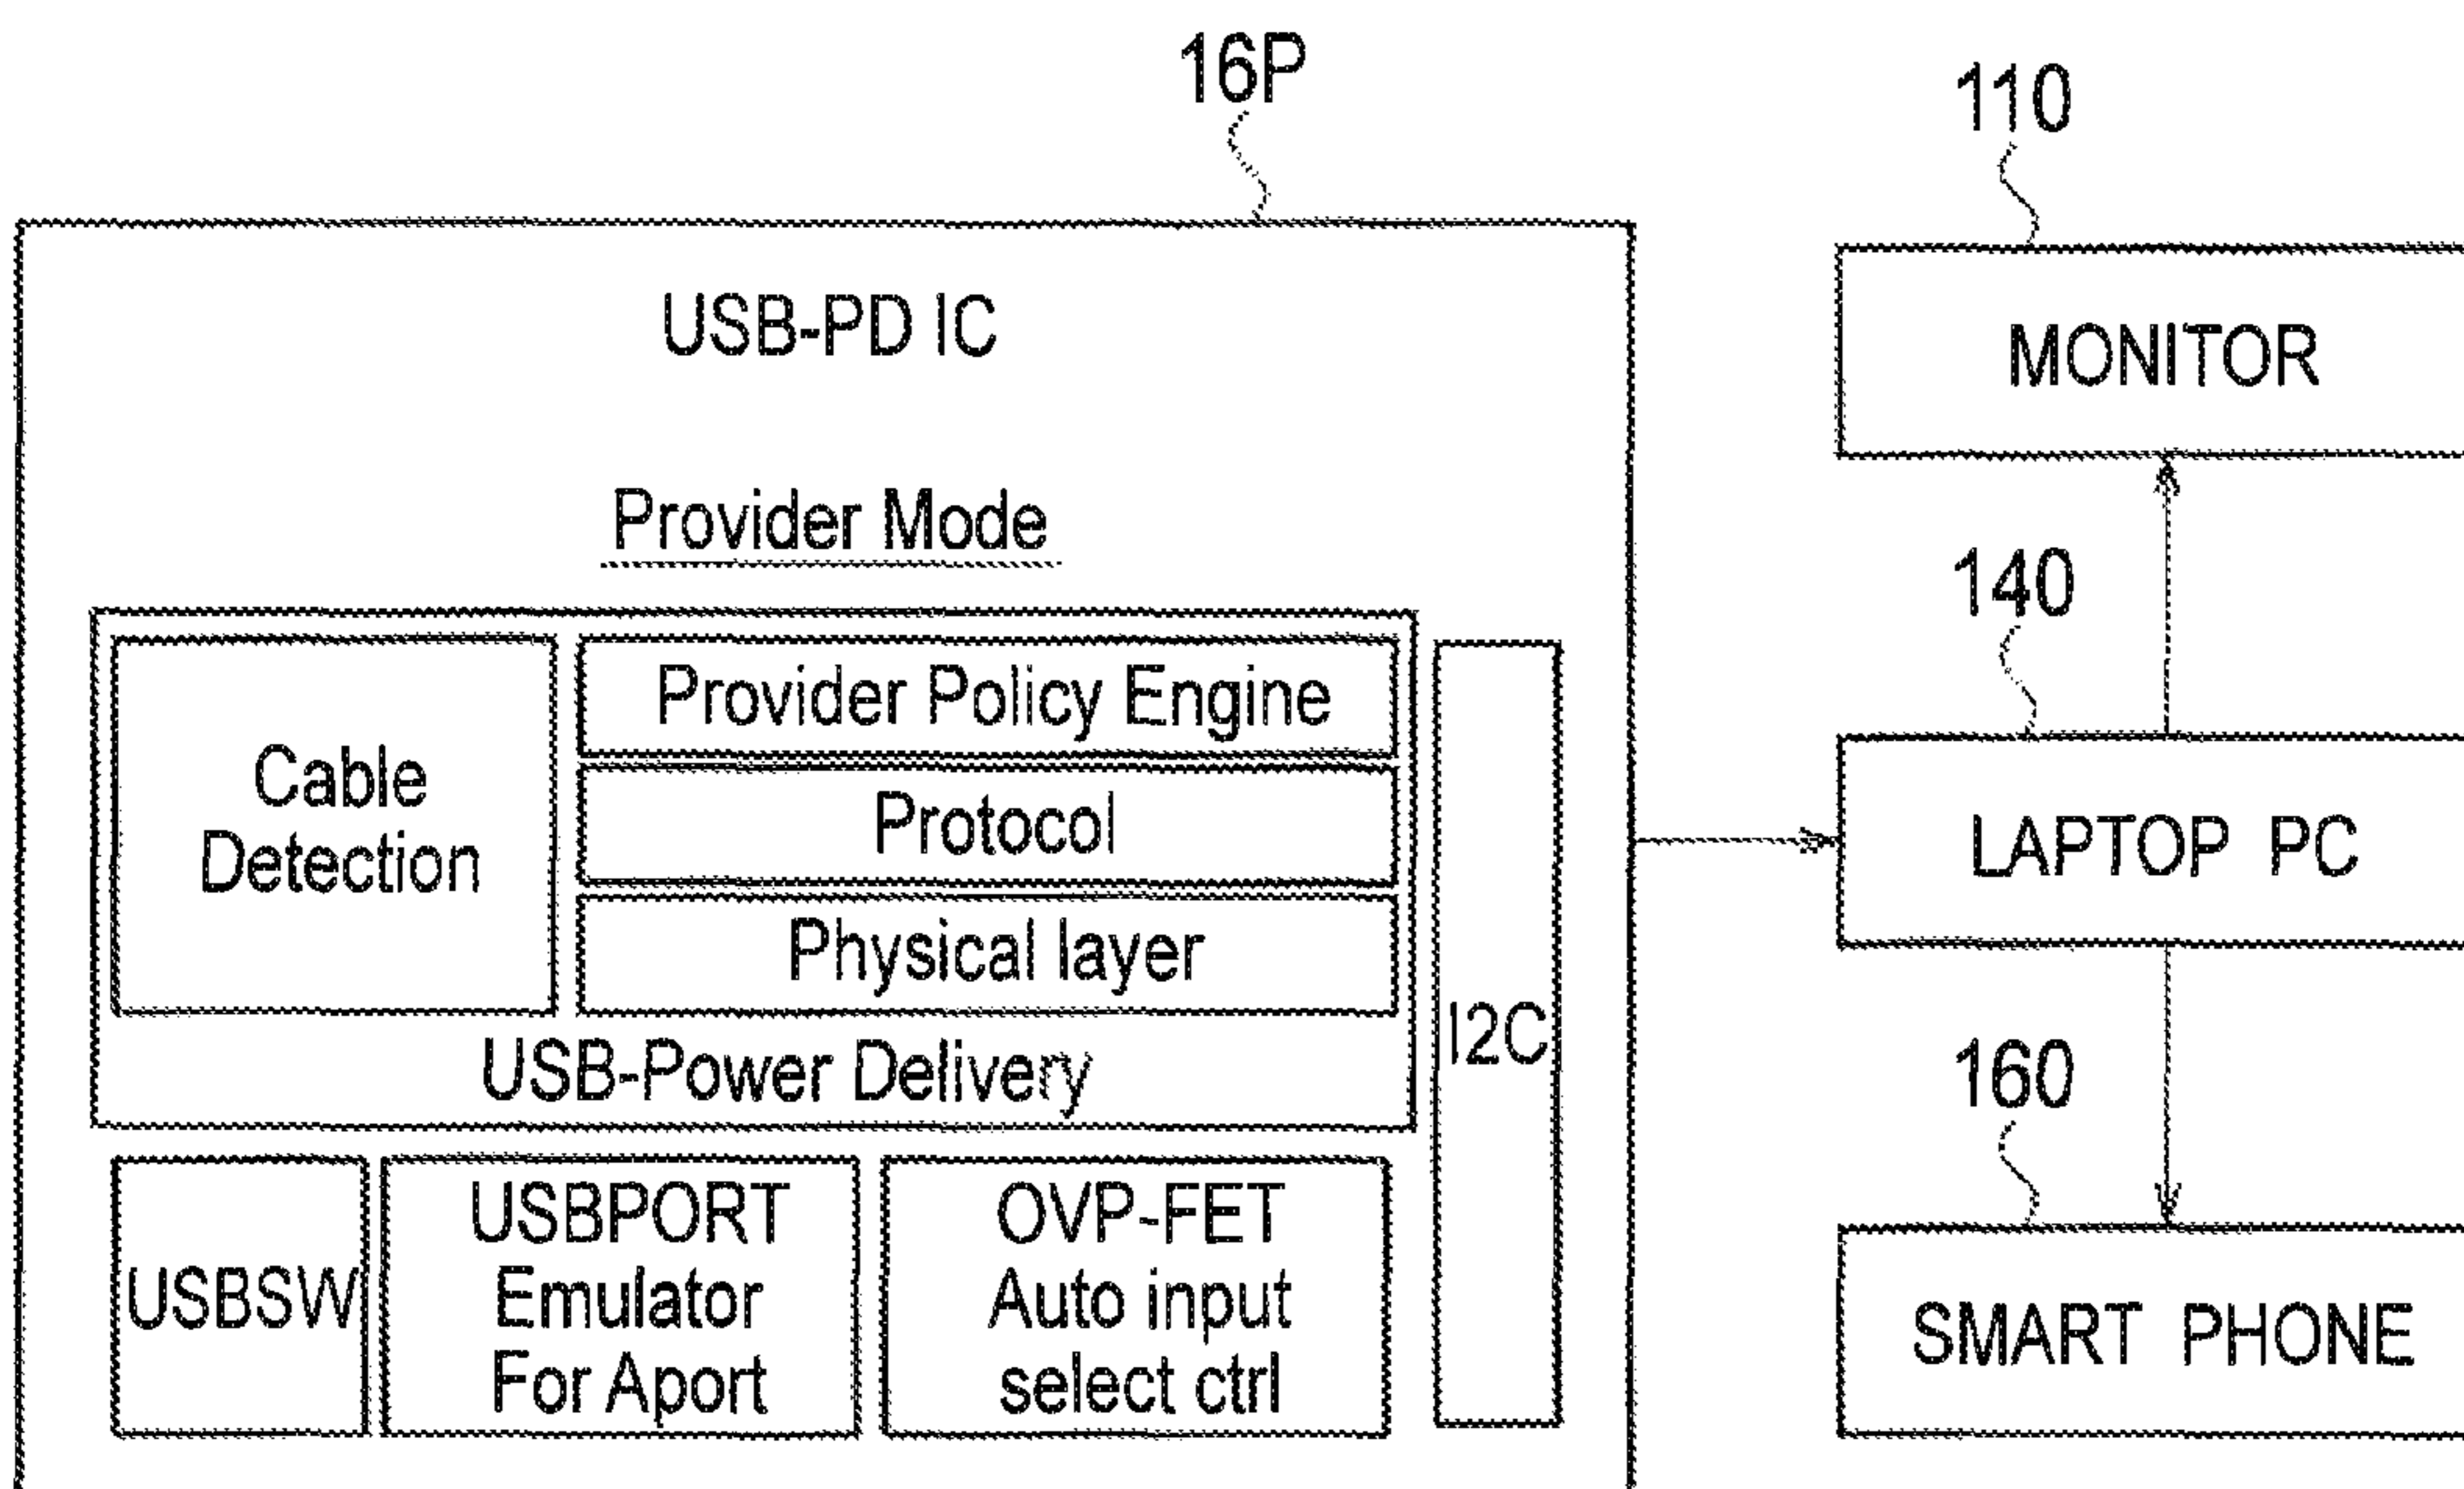 16P
USB-PD IC
Provider Mode
Cable
Detection
Provider Policy Engine
Protocol
Physical layer
USB-Power Delivery
I2C
USBSW
USBPORT
Emulator
For Aport
OVP-FET
Auto input
select ctrl
110
MONITOR
140
LAPTOP PC
160
SMART PHONE